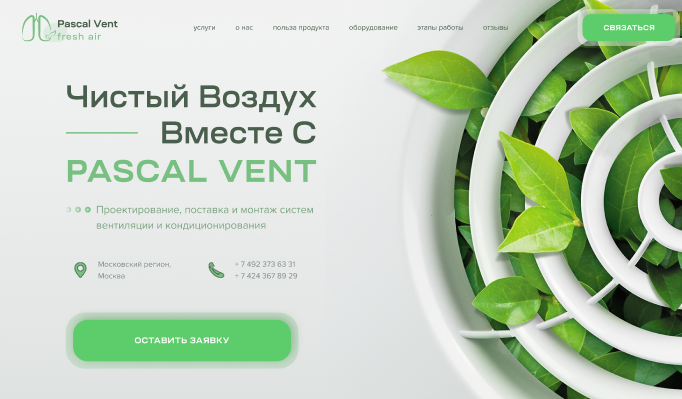 Pascal Vent
fresh air
услуги о нас польза продукта оборудование этапы работы отзывы
СВЯЗАТЬСЯ
Чистый Воздух
Вместе С
PASCAL VENT
Проектирование, поставка и монтаж систем
вентиляции и кондиционирования
Московский регион,
Москва
+ 7 492 373 63 31
+ 7 424 367 89 29
ОСТАВИТЬ ЗАЯВКУ